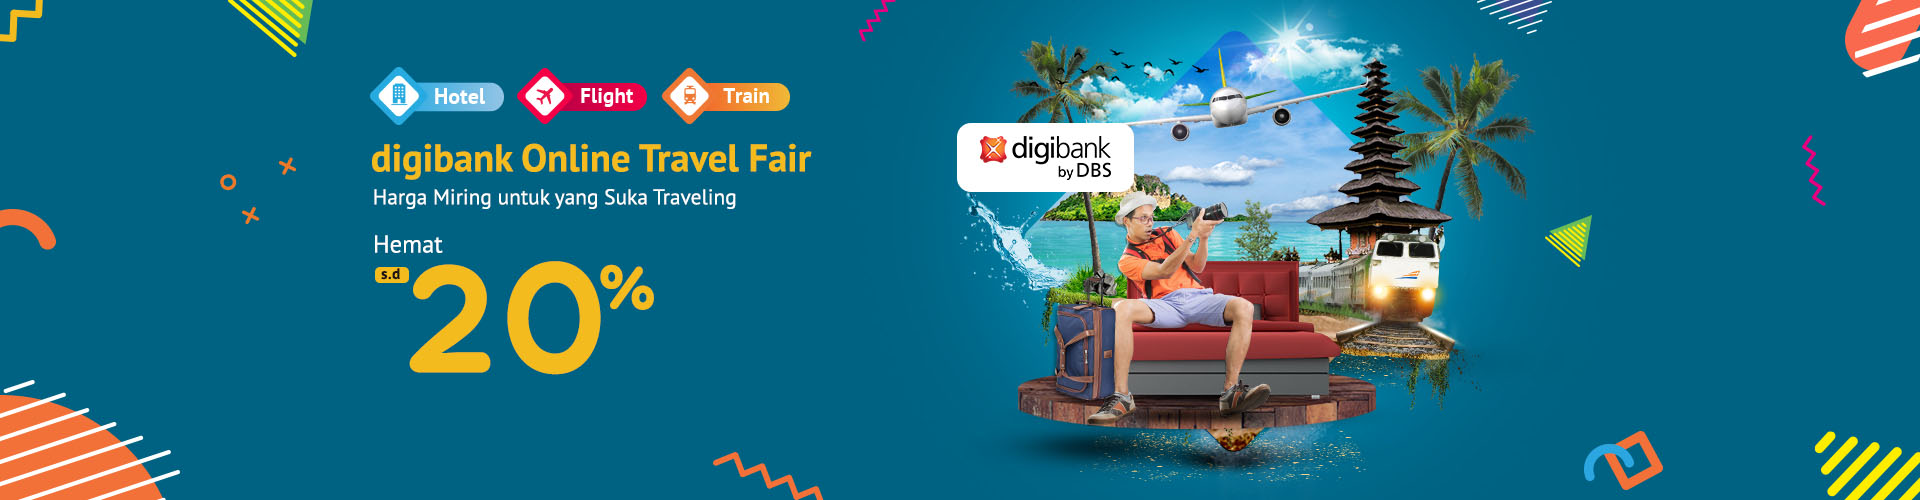 Hotel
Flight
Train
digibank Online Travel Fair
Harga Miring untuk yang Suka Traveling
Hemat
s.d
20%
digibank
by DBS